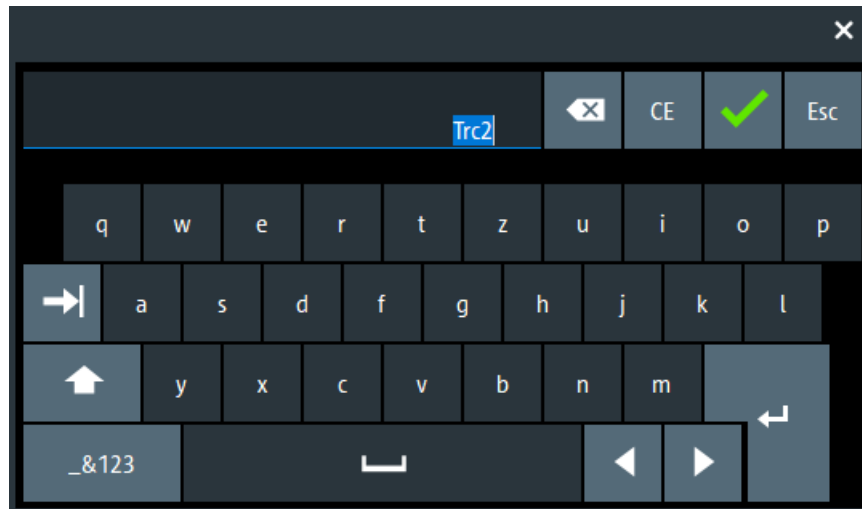 Trc2
CE Esc
q w e r t z u i o p
a s d f g h j k l
y x c v b n m
_&123